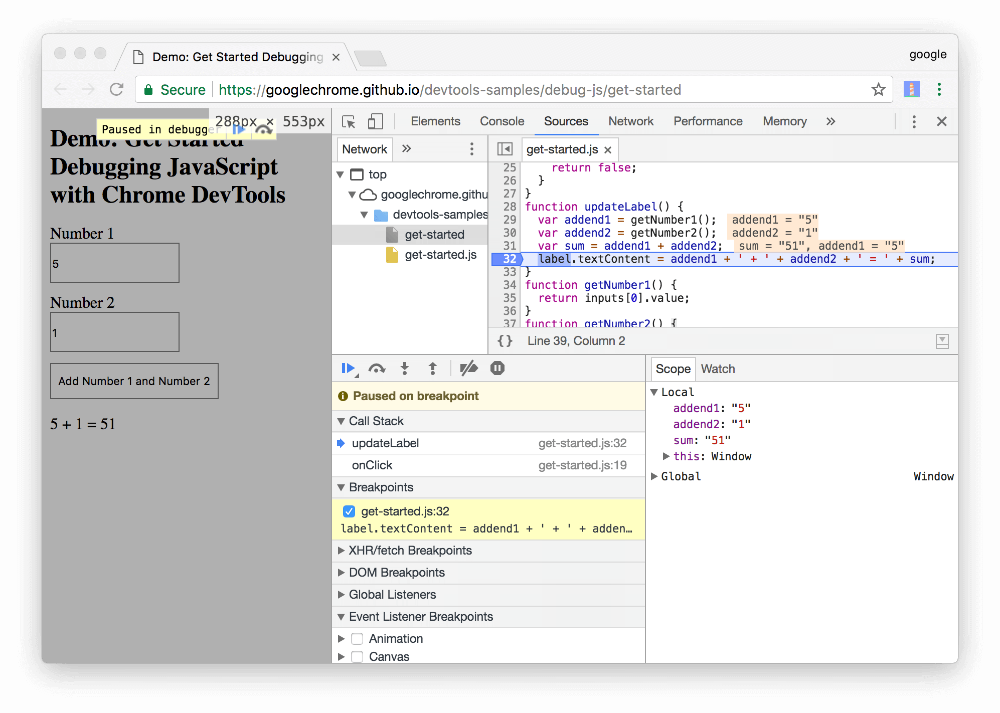 Demo: Get Started Debugging
google
Secure
https://googlechrome.github.io/devtools-samples/debug-js/get-started
Paused in debugger
288px × 553px
Demo: Get Started
Debugging JavaScript
with Chrome DevTools
Number 1
5
Number 2
1
Add Number 1 and Number 2
5 + 1 = 51
Elements Console Sources Network Performance Memory »
Network »
top
googlechrome.githu
devtools-samples
get-started
get-started.js
get-started.js ×
25 return false;
26 }
27 }
28 function updateLabel() {
29 var addend1 = getNumber1(); addend1 = "5"
30 var addend2 = getNumber2(); addend2 = "1"
31 var sum = addend1 + addend2; sum = "51", addend1 = "5"
32 label.textContent = addend1 + ' + ' + addend2 + ' = ' + sum;
33 }
34 function getNumber1() {
35 return inputs[0].value;
36 }
37 function getNumber2() {
{} Line 39, Column 2
Paused on breakpoint
Call Stack
updateLabel get-started.js:32
onClick get-started.js:19
Breakpoints
get-started.js:32
label.textContent = addend1 + ' + ' + adden…
XHR/fetch Breakpoints
DOM Breakpoints
Global Listeners
Event Listener Breakpoints
Animation
Canvas
Scope Watch
Local
addend1: "5"
addend2: "1"
sum: "51"
this: Window
Global Window